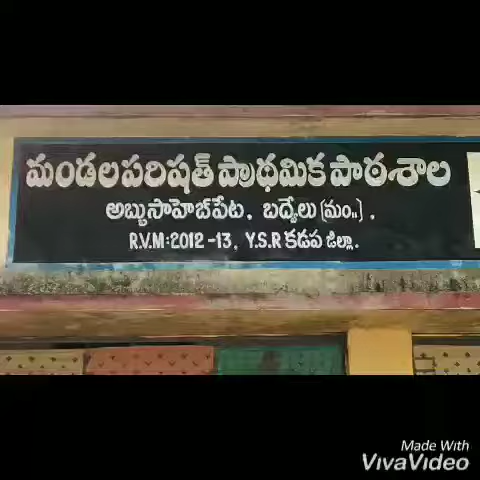 మండలపరిషత్ ప్రాథమిక పాఠశాల
అబ్బుసాహెబ్‌పేట. బద్వేలు (మం..).
R.V.M:2012-13, Y.S.R కడప జిల్లా.
Made With
VivaVideo